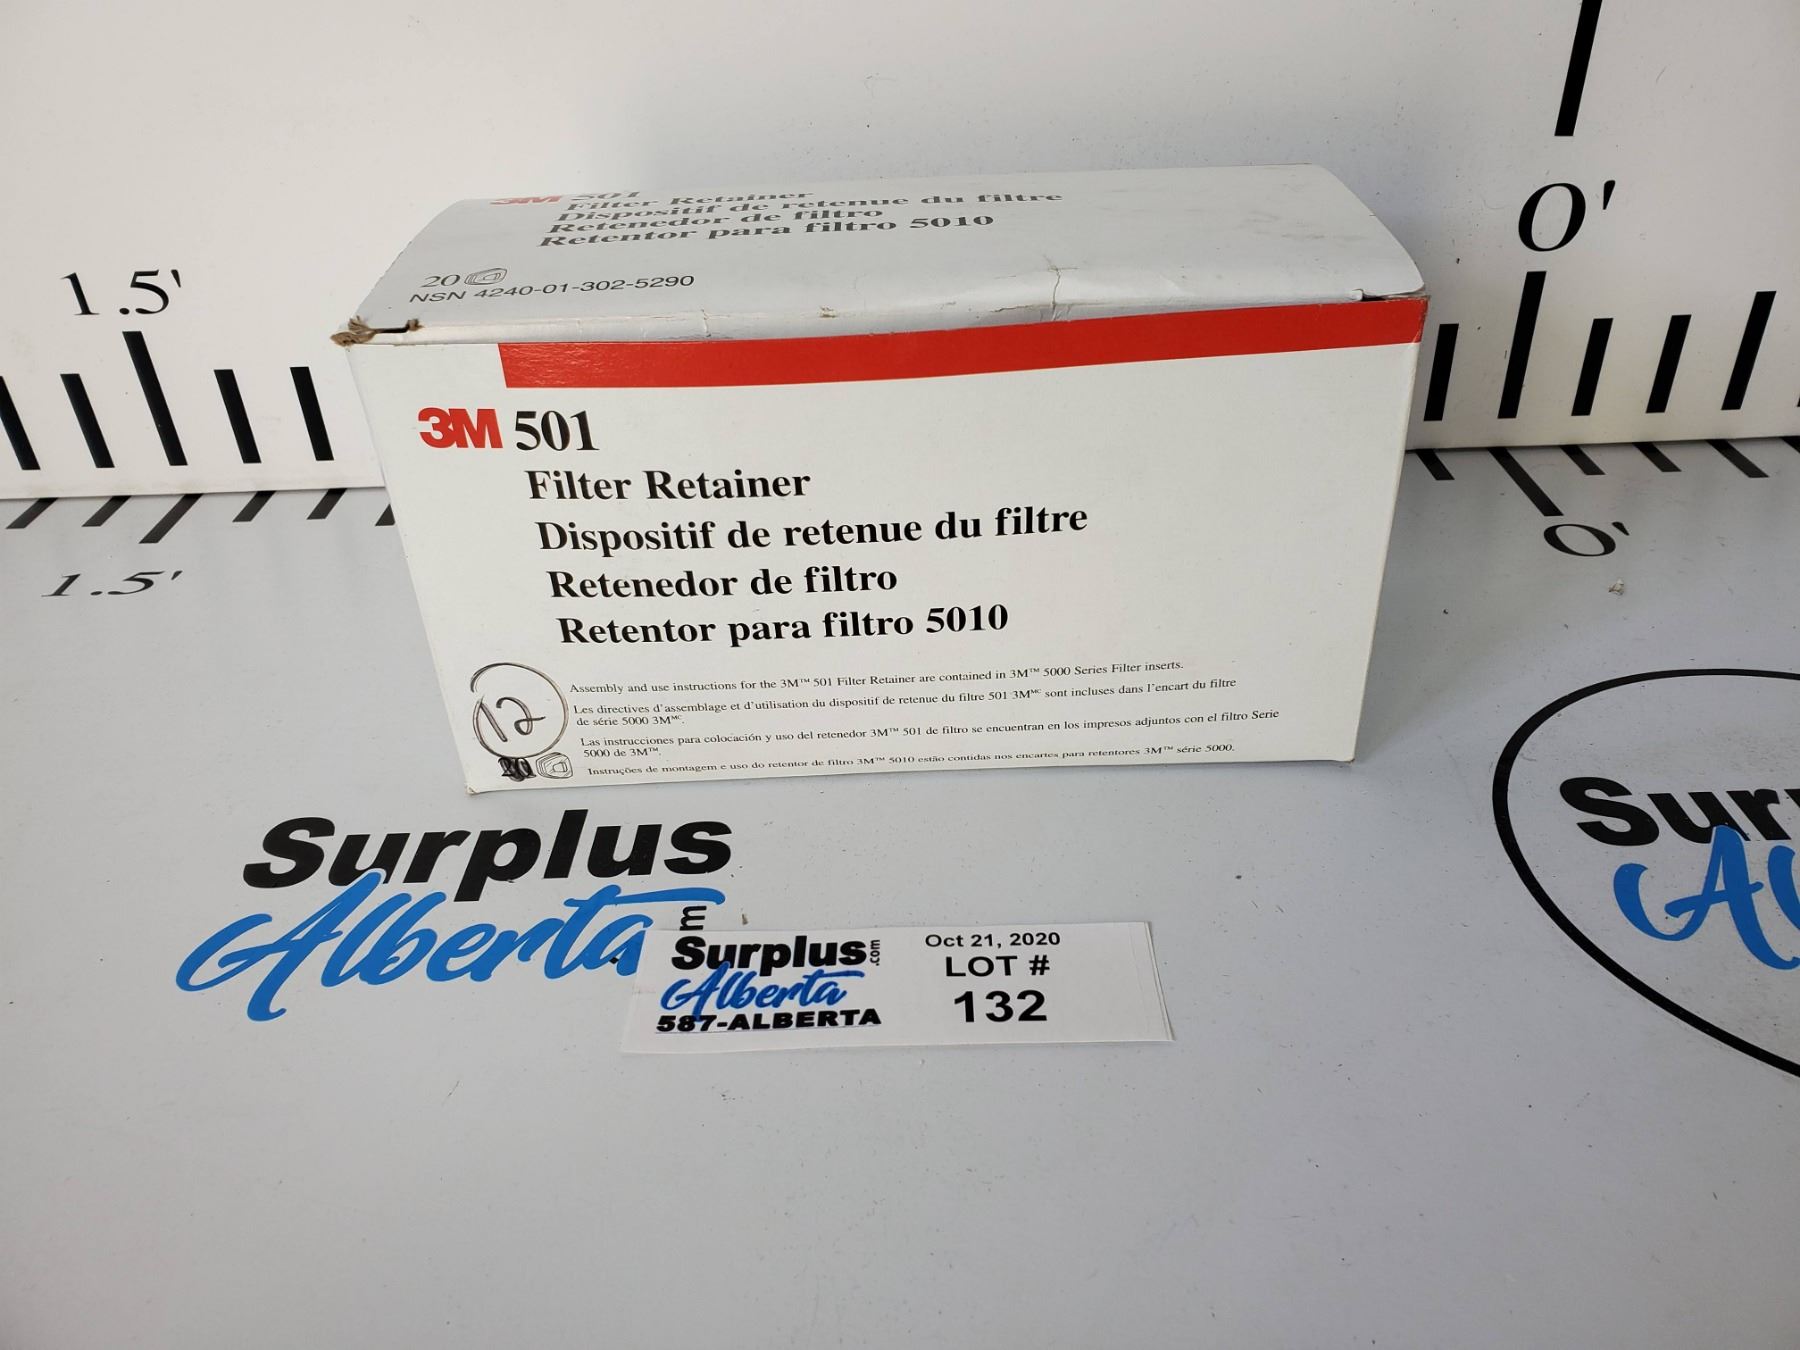 0'
1.5'
3M 501
Filter Retainer
Dispositif de retenue du filtre
Retenedor de filtro
Retentor para filtro 5010
20
NSN 4240-01-302-5290
3M 501
Filter Retainer
Dispositif de retenue du filtre
Retenedor de filtro
Retentor para filtro 5010
0'
1.5'
Assembly and use instructions for the 3M™ 501 Filter Retainer are contained in 3M™ 5000 Series Filter inserts.
Les directives d'assemblage et d'utilisation du dispositif de retenue du filtre 501 3Mᴹᶜ sont incluses dans l'encart du filtre
de série 5000 3Mᴹᶜ.
Las instrucciones para colocación y uso del retenedor 3M™ 501 de filtro se encuentran en los impresos adjuntos con el filtro Serie
5000 de 3M™.
Instruções de montagem e uso do retentor de filtro 3M™ 5010 estão contidas nos encartes para retentores 3M™ série 5000.
12
Surplus
Alberta
m
Surplus.com
Alberta
587-ALBERTA
Oct 21, 2020
LOT #
132
Sur
Al